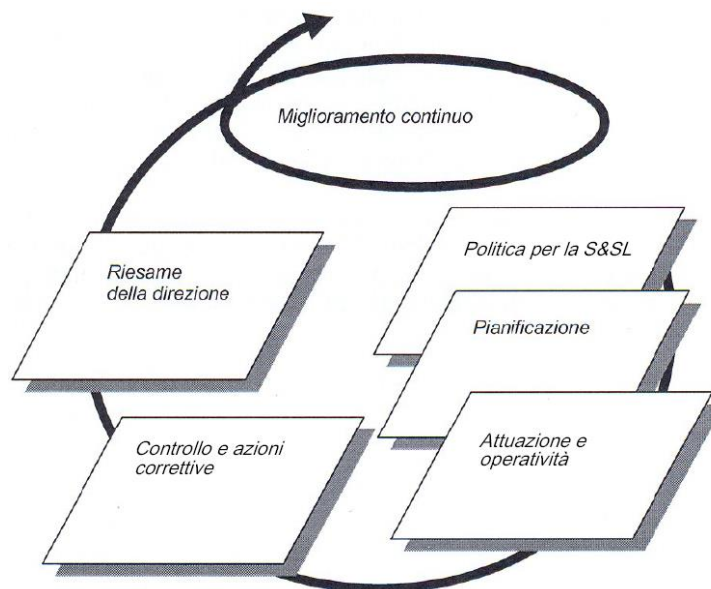 Miglioramento continuo
Politica per la S&SL
Pianificazione
Attuazione e
operatività
Controllo e azioni
correttive
Riesame
della direzione